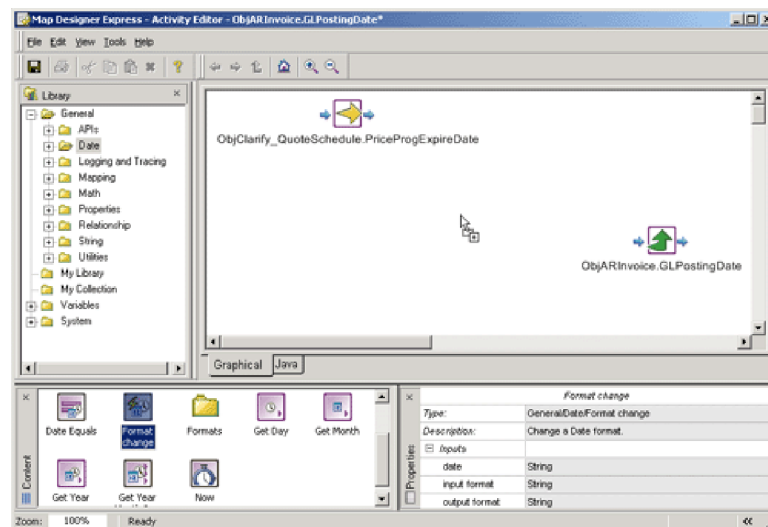 Map Designer Express - Activity Editor - ObjARInvoice.GLPostingDate*
File Edit View Tools Help
Library
General
APIs
Date
Logging and Tracing
Mapping
Math
Properties
Relationship
String
Utilities
My Library
My Collection
Variables
System
ObjClarify_QuoteSchedule.PriceProgExpireDate
ObjARInvoice.GLPostingDate
Graphical Java
Content
Date Equals
Format change
Formats
Get Day
Get Month
Get Year
Get Year
Now
Properties
Format change
Type: General/Date/Format change
Description: Change a Date format.
Inputs
date String
input format String
output format String
Zoom: 100% Ready